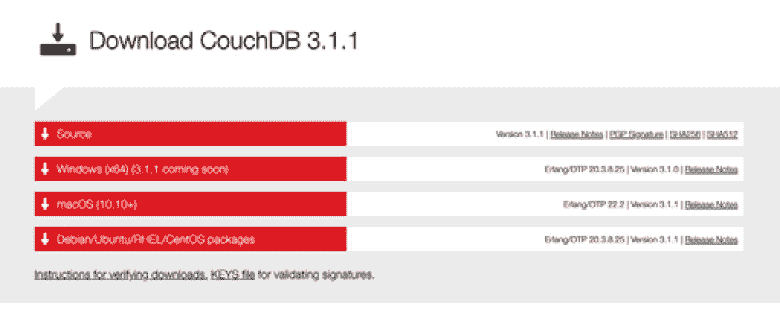 Download CouchDB 3.1.1
Source Version 3.1.1 | Release Notes | PGP Signature | SHA256 | SHA512
Windows (x64) (3.1.1 coming soon) Erlang/OTP 20.3.8.25 | Version 3.1.0 | Release Notes
macOS (10.10+) Erlang/OTP 22.2 | Version 3.1.1 | Release Notes
Debian/Ubuntu/RHEL/CentOS packages Erlang/OTP 20.3.8.25 | Version 3.1.1 | Release Notes
Instructions for verifying downloads. KEYS file for validating signatures.